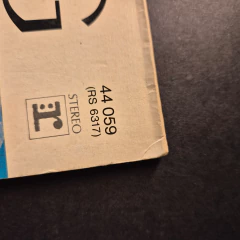 G
44 059
(RS 6317)
STEREO
r: